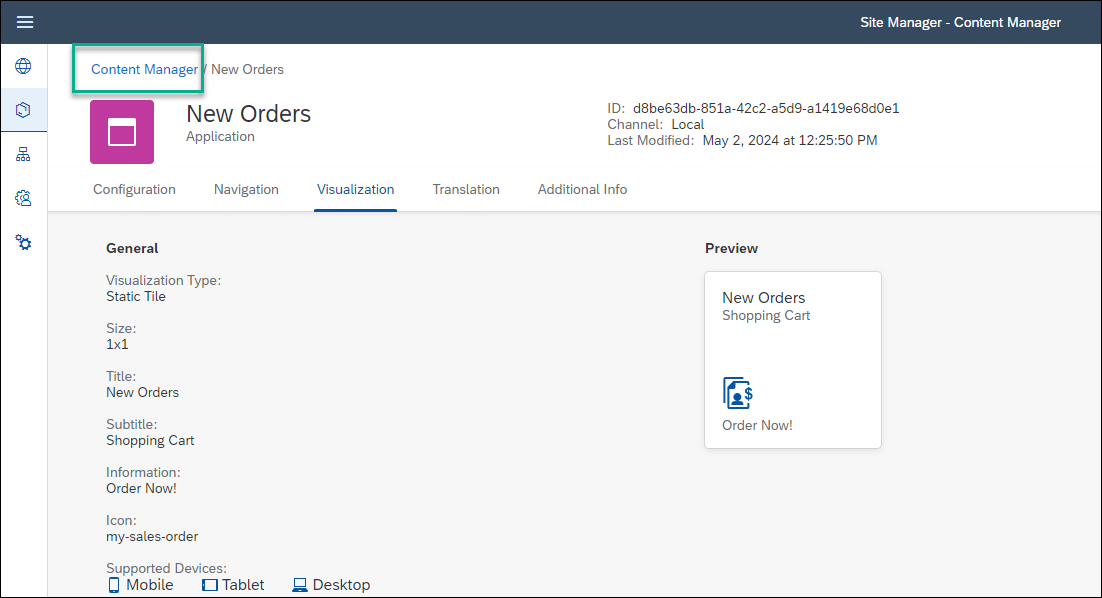 Site Manager - Content Manager
Content Manager / New Orders
New Orders
Application
ID: d8be63db-851a-42c2-a5d9-a1419e68d0e1
Channel: Local
Last Modified: May 2, 2024 at 12:25:50 PM
Configuration Navigation Visualization Translation Additional Info
General
Visualization Type:
Static Tile
Size:
1x1
Title:
New Orders
Subtitle:
Shopping Cart
Information:
Order Now!
Icon:
my-sales-order
Supported Devices:
Mobile Tablet Desktop
Preview
New Orders
Shopping Cart
$
Order Now!